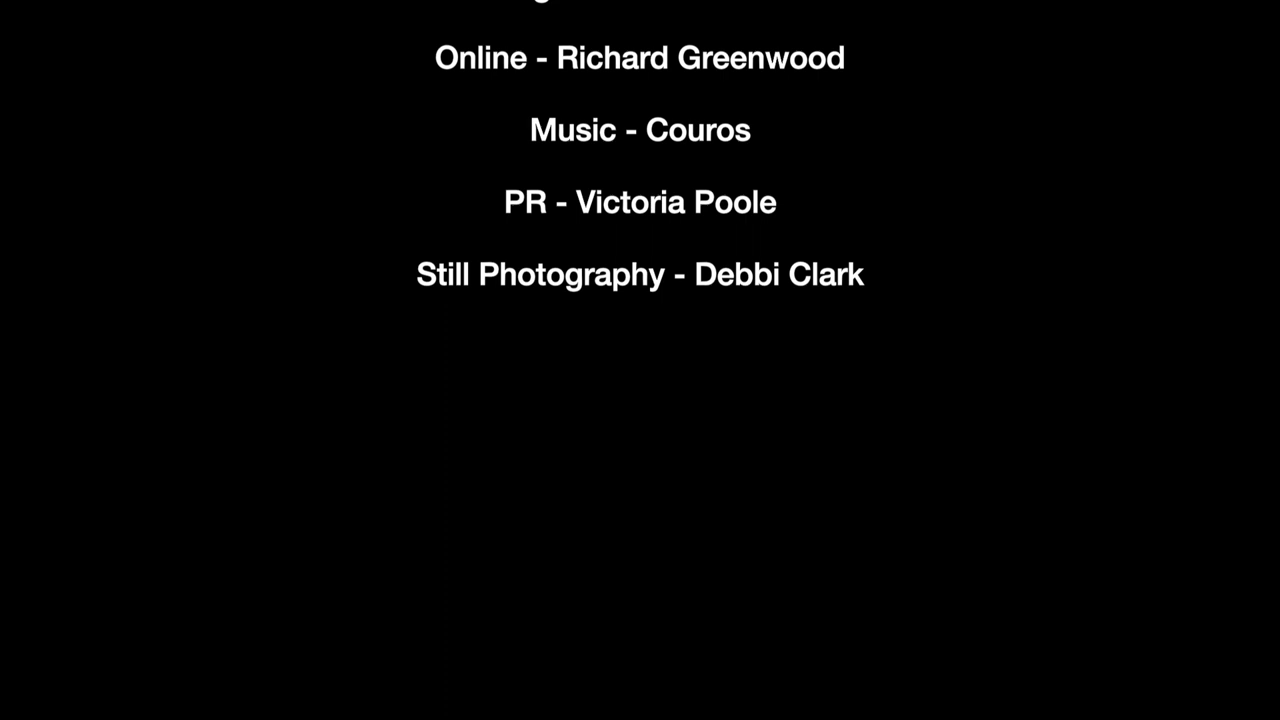 Online - Richard Greenwood
Music - Couros
PR - Victoria Poole
Still Photography - Debbi Clark